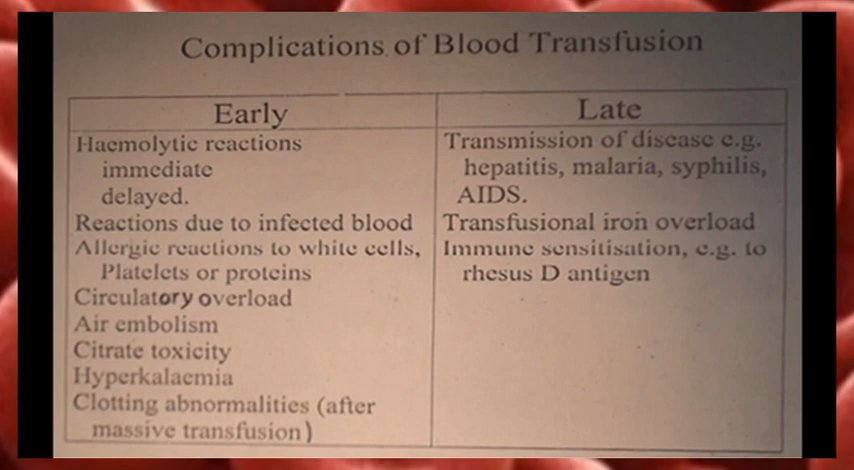 Complications of Blood Transfusion
Early
Haemolytic reactions
immediate
delayed.
Reactions due to infected blood
Allergic reactions to white cells,
Platelets or proteins
Circulatory overload
Air embolism
Citrate toxicity
Hyperkalaemia
Clotting abnormalities (after
massive transfusion)
Late
Transmission of disease e.g.
hepatitis, malaria, syphilis,
AIDS.
Transfusional iron overload
Immune sensitisation, e.g. to
rhesus D antigen